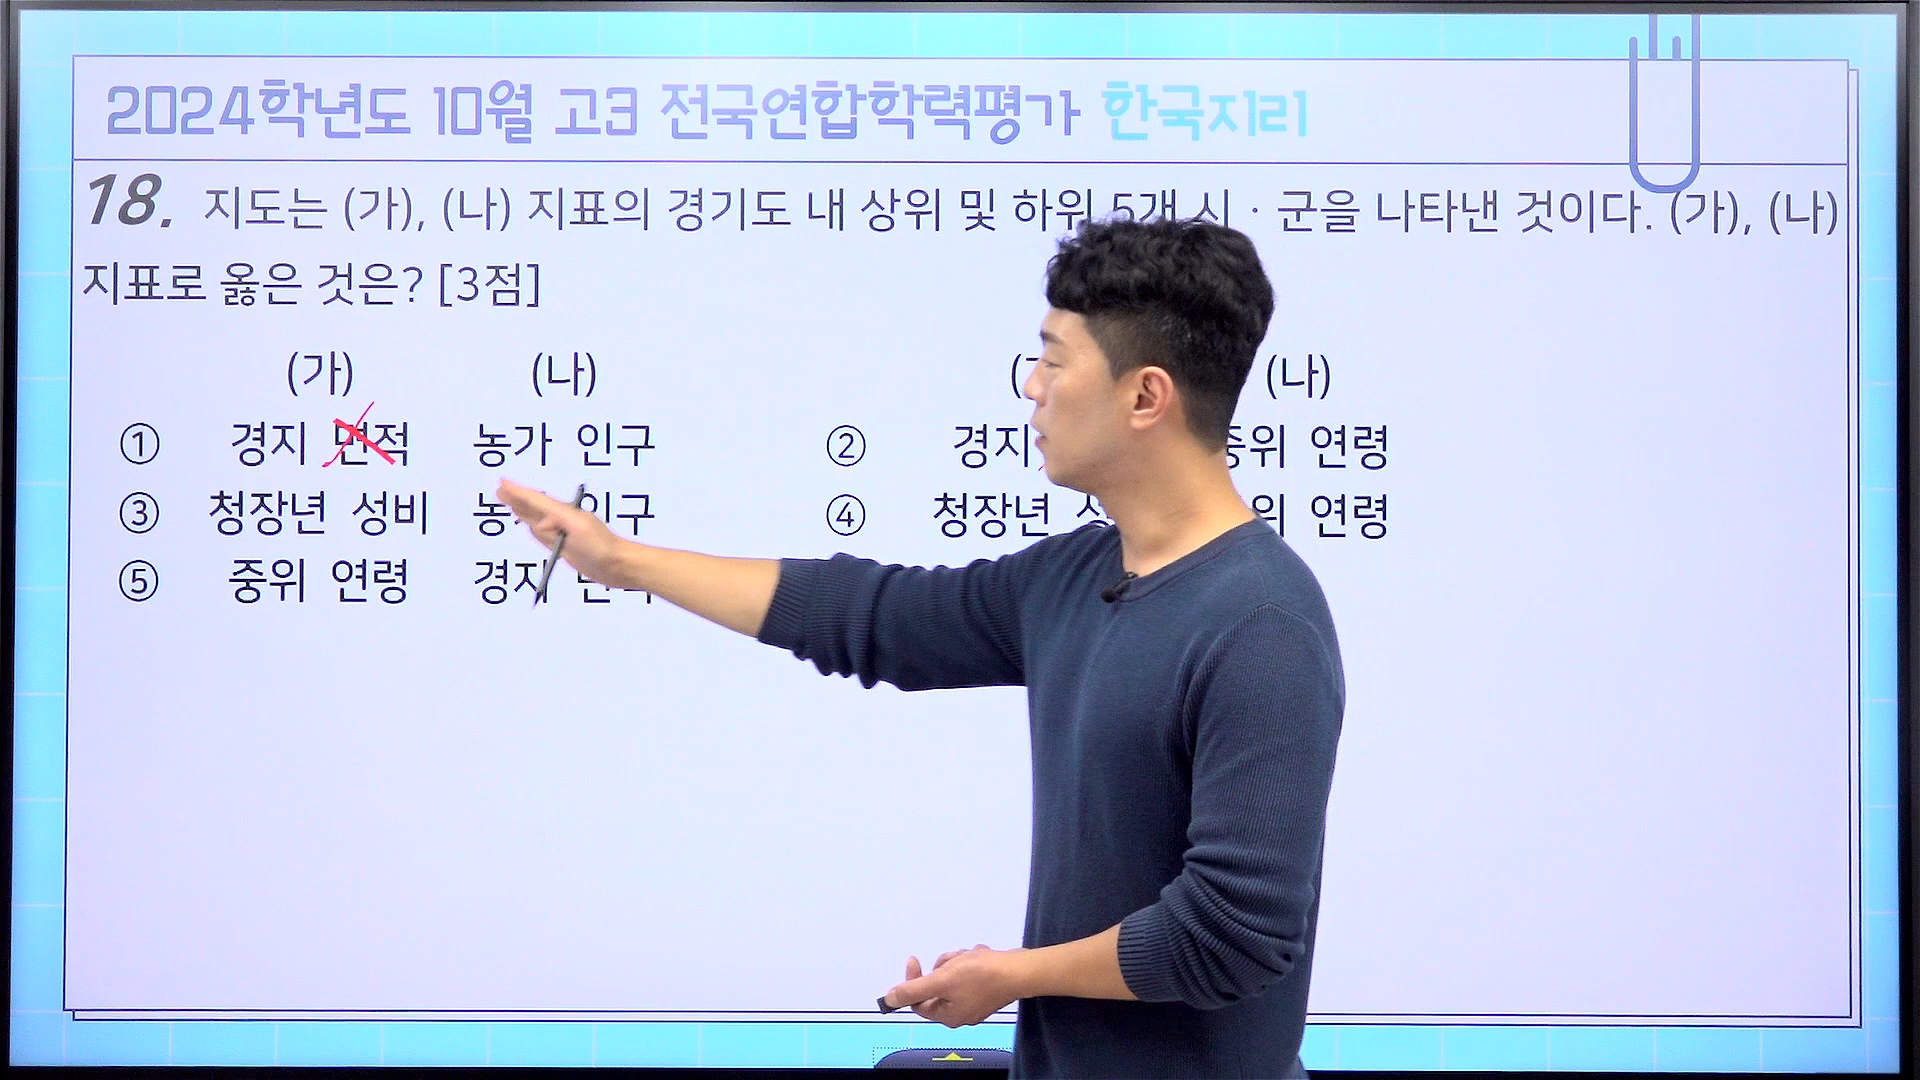 2024학년도 10월 고3 전국연합학력평가 한국지리
18. 지도는 (가), (나) 지표의 경기도 내 상위 및 하위 5개 시 · 군을 나타낸 것이다. (가), (나)
지표로 옳은 것은? [3점]
(가) (나) (나)
① 경지 면적 농가 인구 ② 경지 중위 연령
③ 청장년 성비 인구 ④ 청장년 연령
⑤ 중위 연령 경지